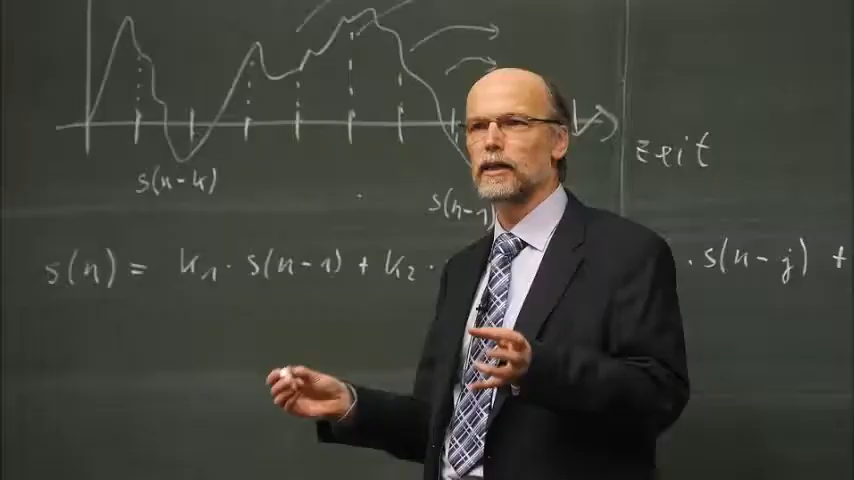 Zeit
s(n-k)
s(n-1)
s(n) = k₁ · s(n-1) + k₂ · · s(n-j) +